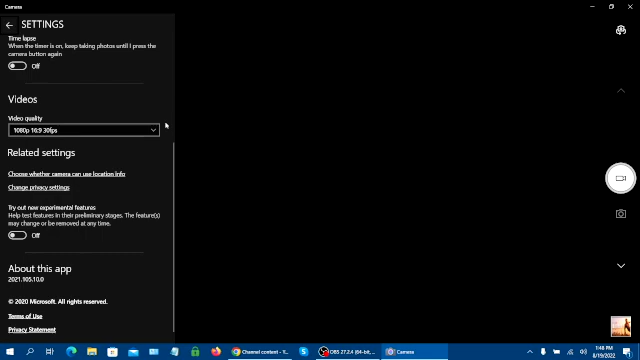 Camera
SETTINGS
Time lapse
When the timer is on, keep taking photos until I press the
camera button again
Off
Videos
Video quality
1080p 16:9 30fps
Related settings
Choose whether camera can use location info
Change privacy settings
Try out new experimental features
Help test features in their preliminary stages. The feature(s)
may change or be removed at any time.
Off
About this app
2021.105.10.0
© 2020 Microsoft. All rights reserved.
Terms of Use
Privacy Statement
Channel content - Y...
OBS 27.2.4 (64-bit, ...
Camera
1:48 PM
8/19/2022